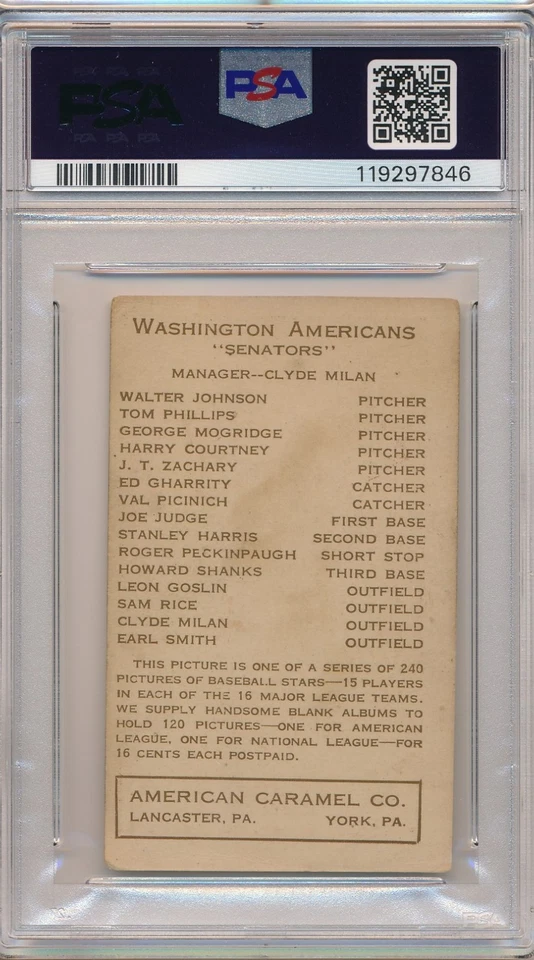 PSA
PSA
119297846
WASHINGTON AMERICANS
"SENATORS"
MANAGER--CLYDE MILAN
WALTER JOHNSON PITCHER
TOM PHILLIPS PITCHER
GEORGE MOGRIDGE PITCHER
HARRY COURTNEY PITCHER
J. T. ZACHARY PITCHER
ED GHARRITY CATCHER
VAL PICINICH CATCHER
JOE JUDGE FIRST BASE
STANLEY HARRIS SECOND BASE
ROGER PECKINPAUGH SHORT STOP
HOWARD SHANKS THIRD BASE
LEON GOSLIN OUTFIELD
SAM RICE OUTFIELD
CLYDE MILAN OUTFIELD
EARL SMITH OUTFIELD
THIS PICTURE IS ONE OF A SERIES OF 240
PICTURES OF BASEBALL STARS—15 PLAYERS
IN EACH OF THE 16 MAJOR LEAGUE TEAMS.
WE SUPPLY HANDSOME BLANK ALBUMS TO
HOLD 120 PICTURES—ONE FOR AMERICAN
LEAGUE, ONE FOR NATIONAL LEAGUE—FOR
16 CENTS EACH POSTPAID.
AMERICAN CARAMEL CO.
LANCASTER, PA. YORK, PA.
PSA